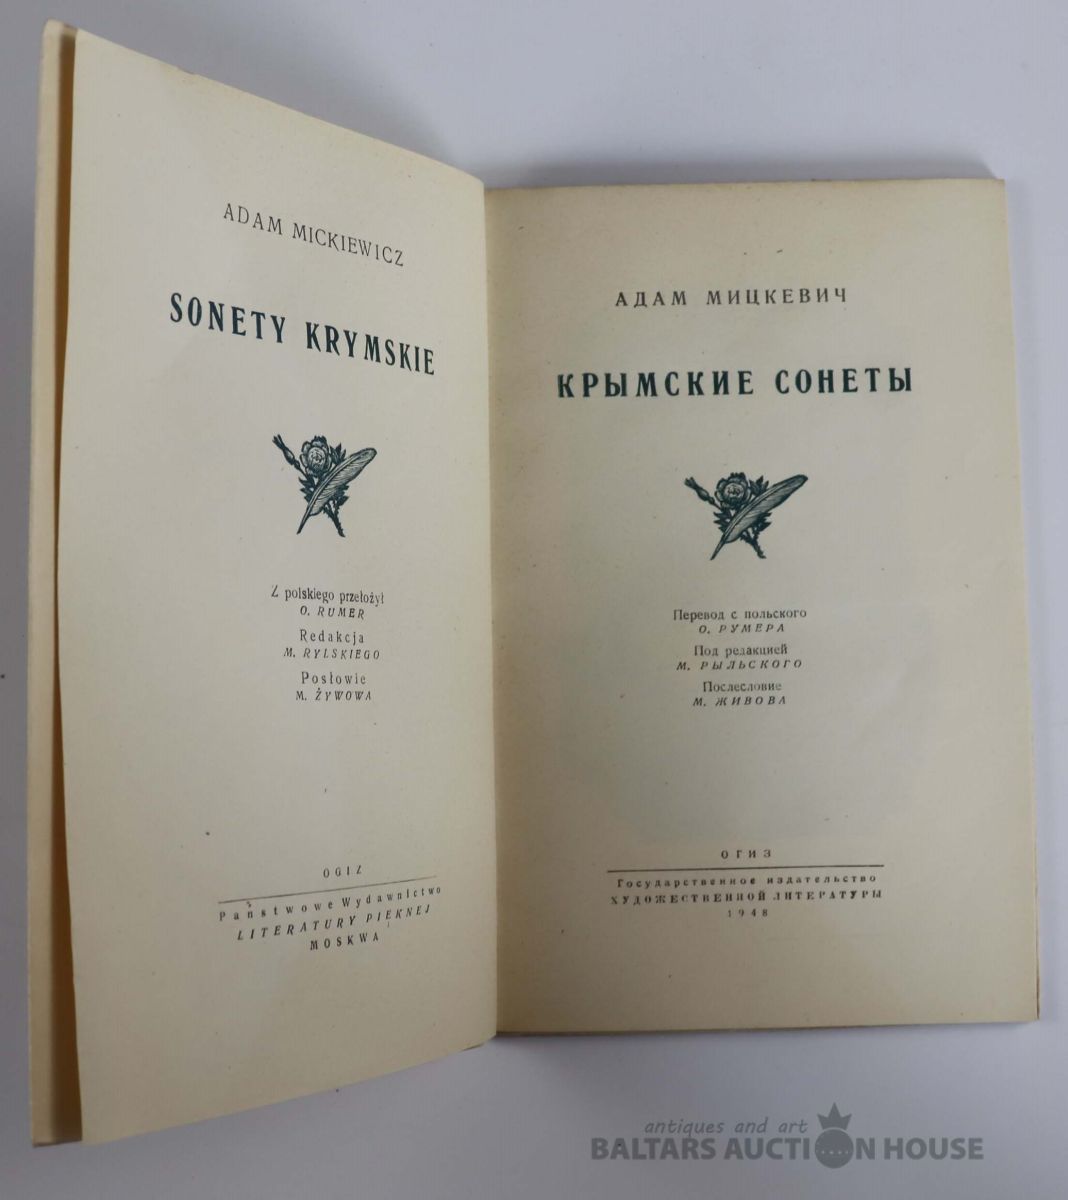 ADAM MICKIEWICZ
SONETY KRYMSKIE
Z polskiego przełożył
O. RUMER
Redakcja
M. RYLSKIEGO
Posłowie
M. ŻYWOWA
OGIZ
Państwowe Wydawnictwo
LITERATURY PIĘKNEJ
MOSKWA
АДАМ МИЦКЕВИЧ
КРЫМСКИЕ СОНЕТЫ
Перевод с польского
О. РУМЕРА
Под редакцией
М. РЫЛЬСКОГО
Послесловие
М. ЖИВОВА
ОГИЗ
Государственное издательство
ХУДОЖЕСТВЕННОЙ ЛИТЕРАТУРЫ
1948
antiques and art
BALTARS AUCTION HOUSE